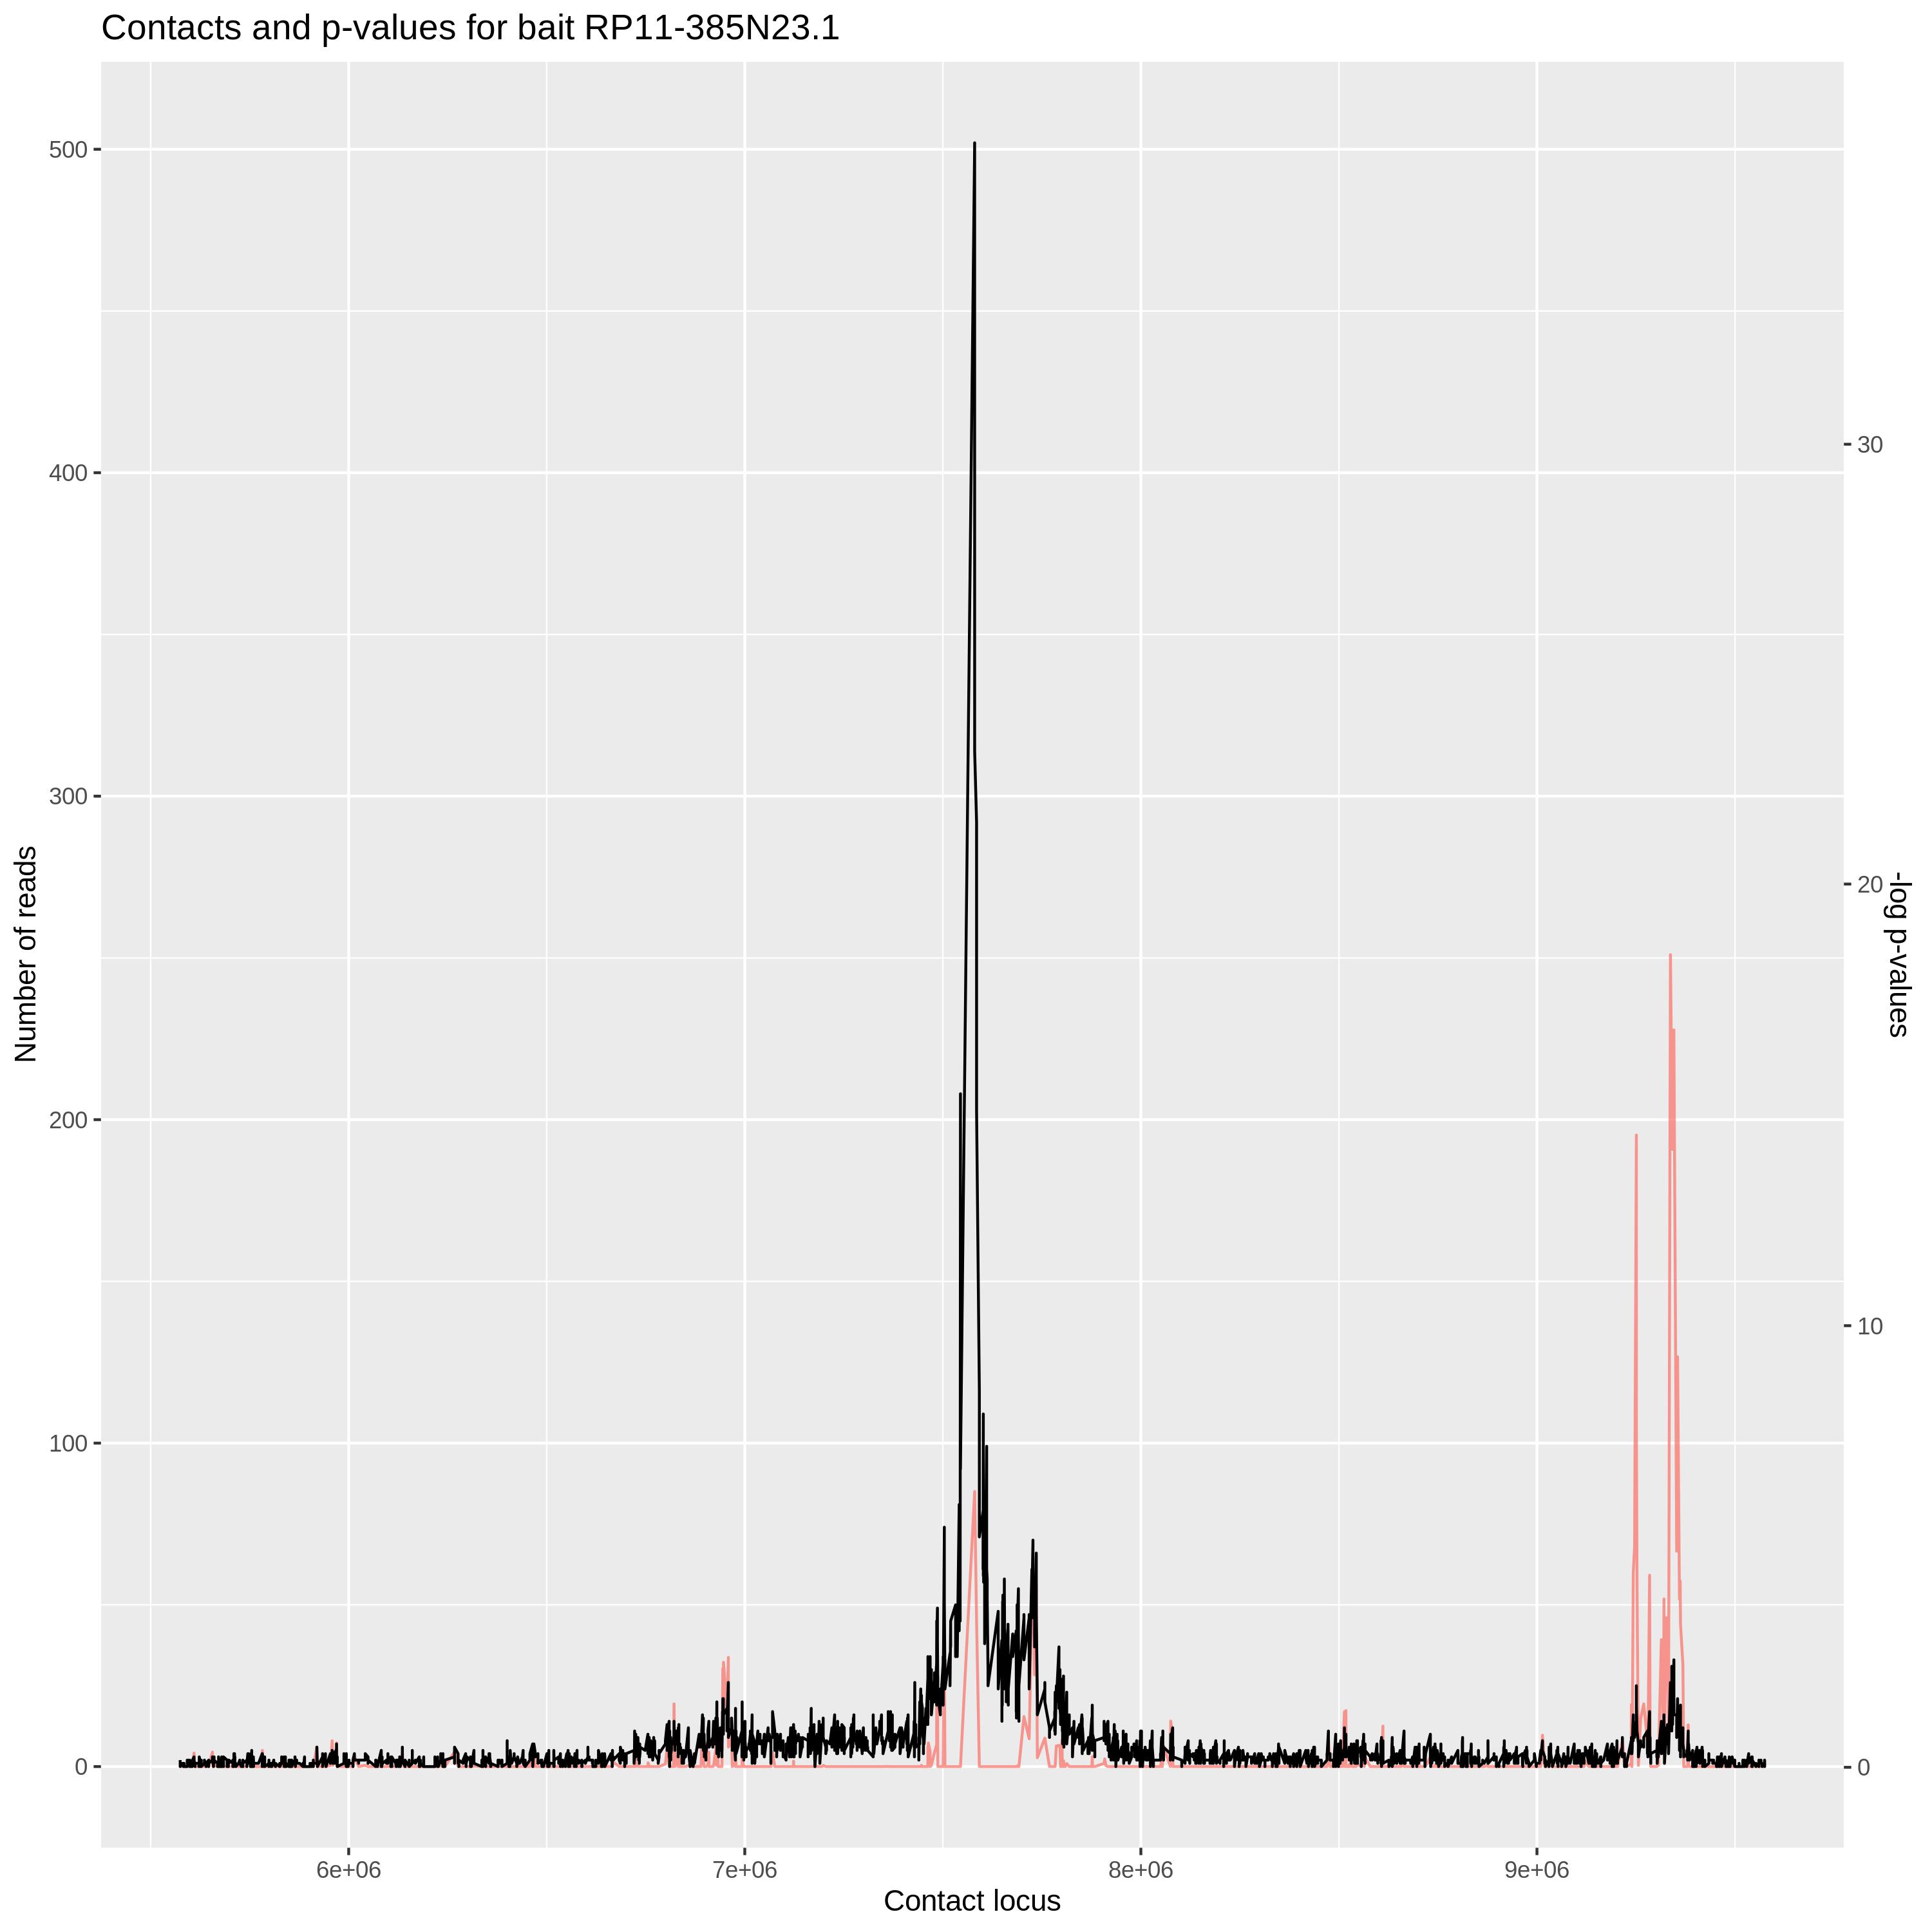 Contacts and p-values for bait RP11-385N23.1
500
400
300
200
100
0
Number of reads
30
20
10
0
-log p-values
6e+06
7e+06
8e+06
9e+06
Contact locus